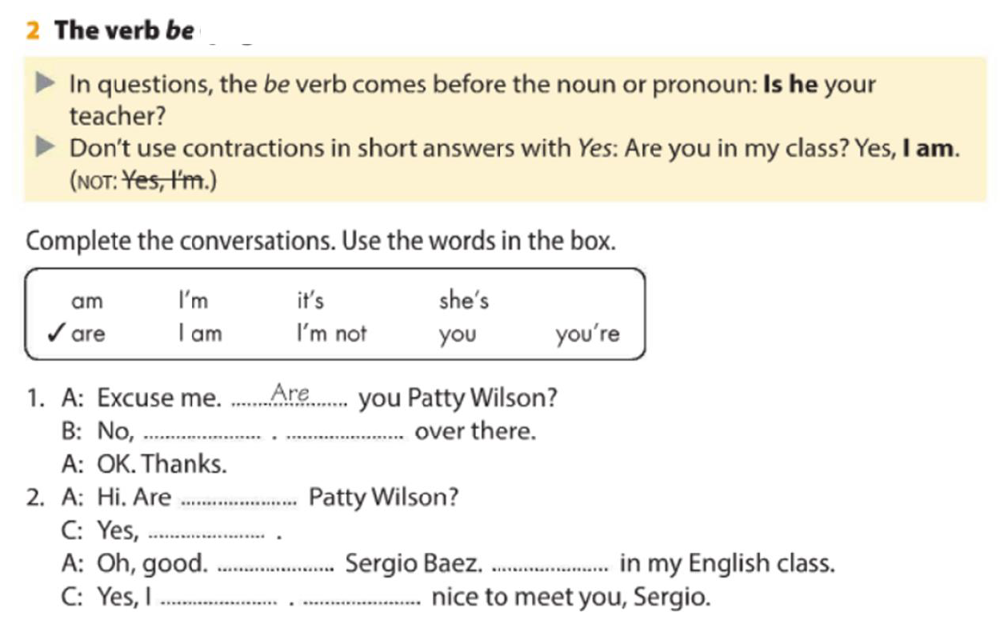 2 The verb be
▶ In questions, the be verb comes before the noun or pronoun: Is he your
teacher?
▶ Don't use contractions in short answers with Yes: Are you in my class? Yes, I am.
(NOT: Yes, I'm.)
Complete the conversations. Use the words in the box.
am I'm it's she's
✓ are I am I'm not you you're
1. A: Excuse me. ........Are........ you Patty Wilson?
B: No, ...................... . ...................... over there.
A: OK. Thanks.
2. A: Hi. Are ...................... Patty Wilson?
C: Yes, ...................... .
A: Oh, good. ...................... Sergio Baez. ...................... in my English class.
C: Yes, I ...................... . ...................... nice to meet you, Sergio.